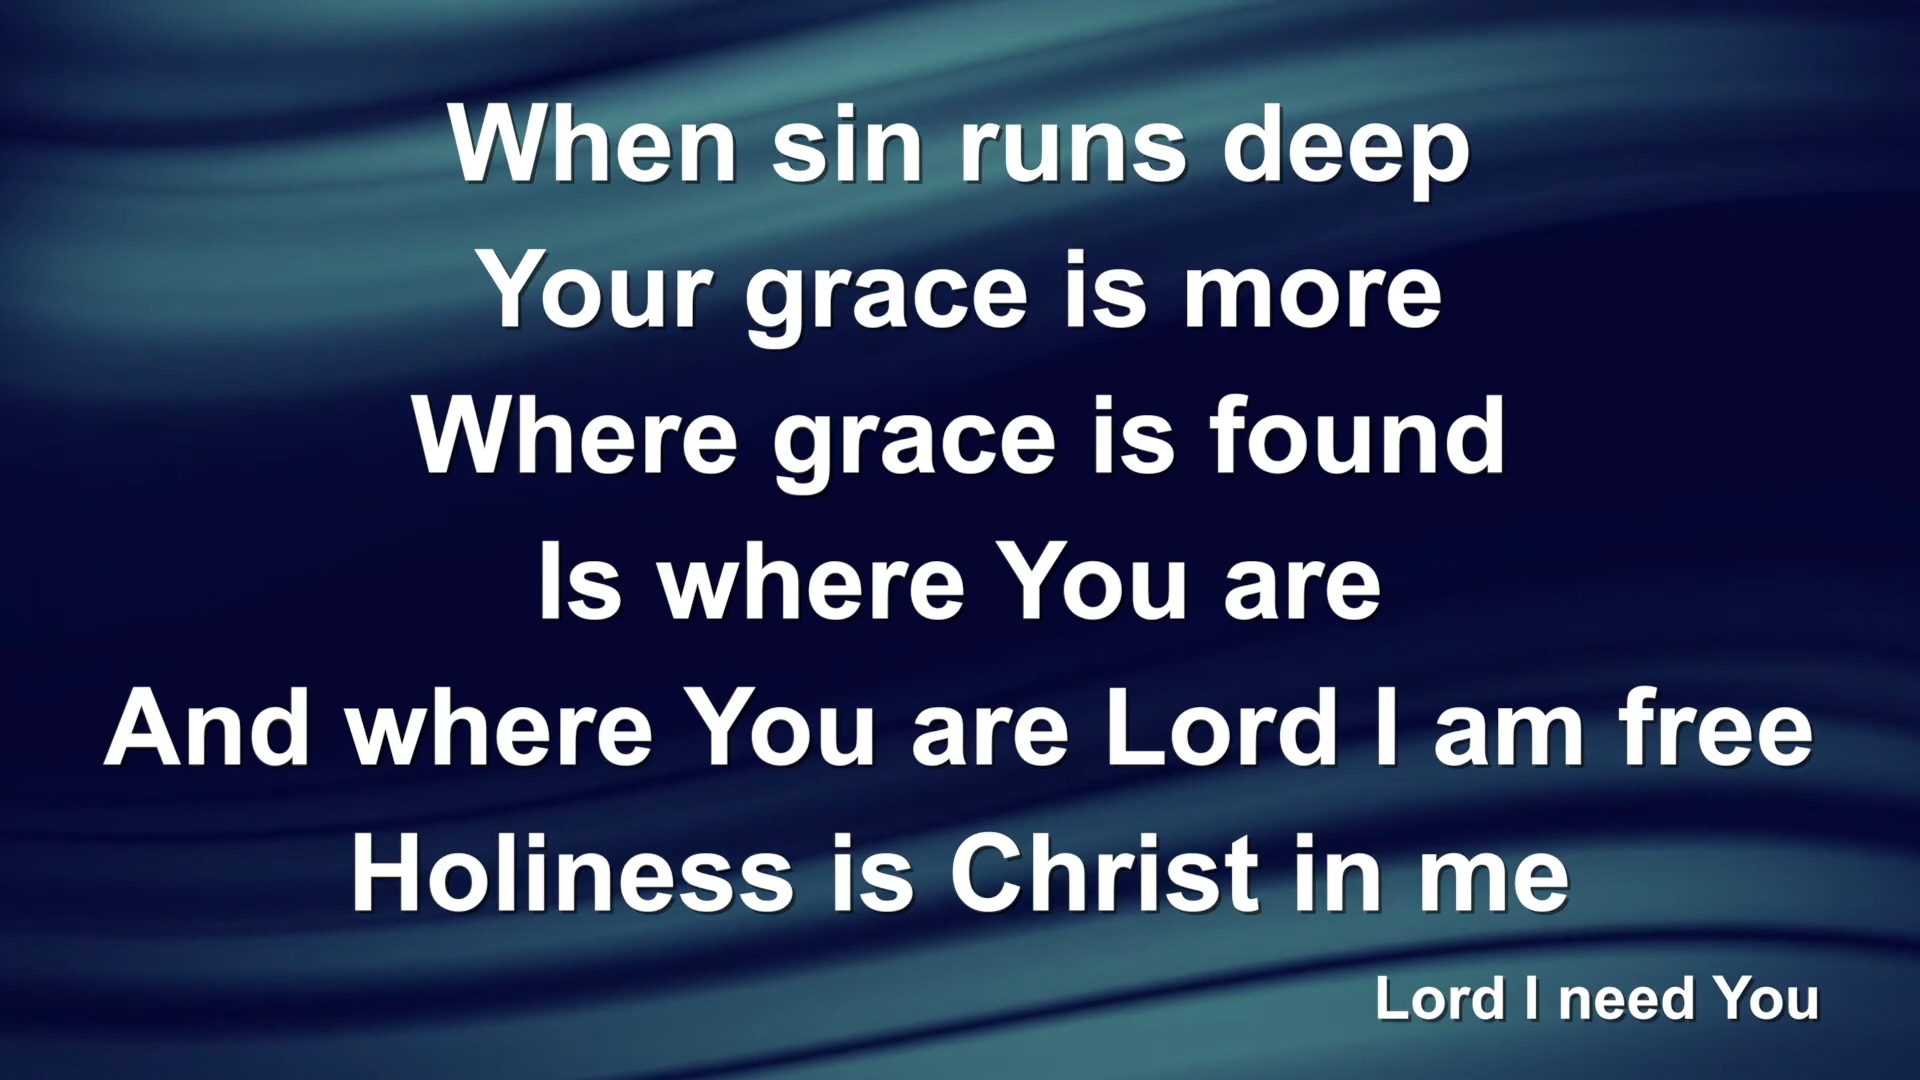 When sin runs deep
Your grace is more
Where grace is found
Is where You are
And where You are Lord I am free
Holiness is Christ in me
Lord I need You